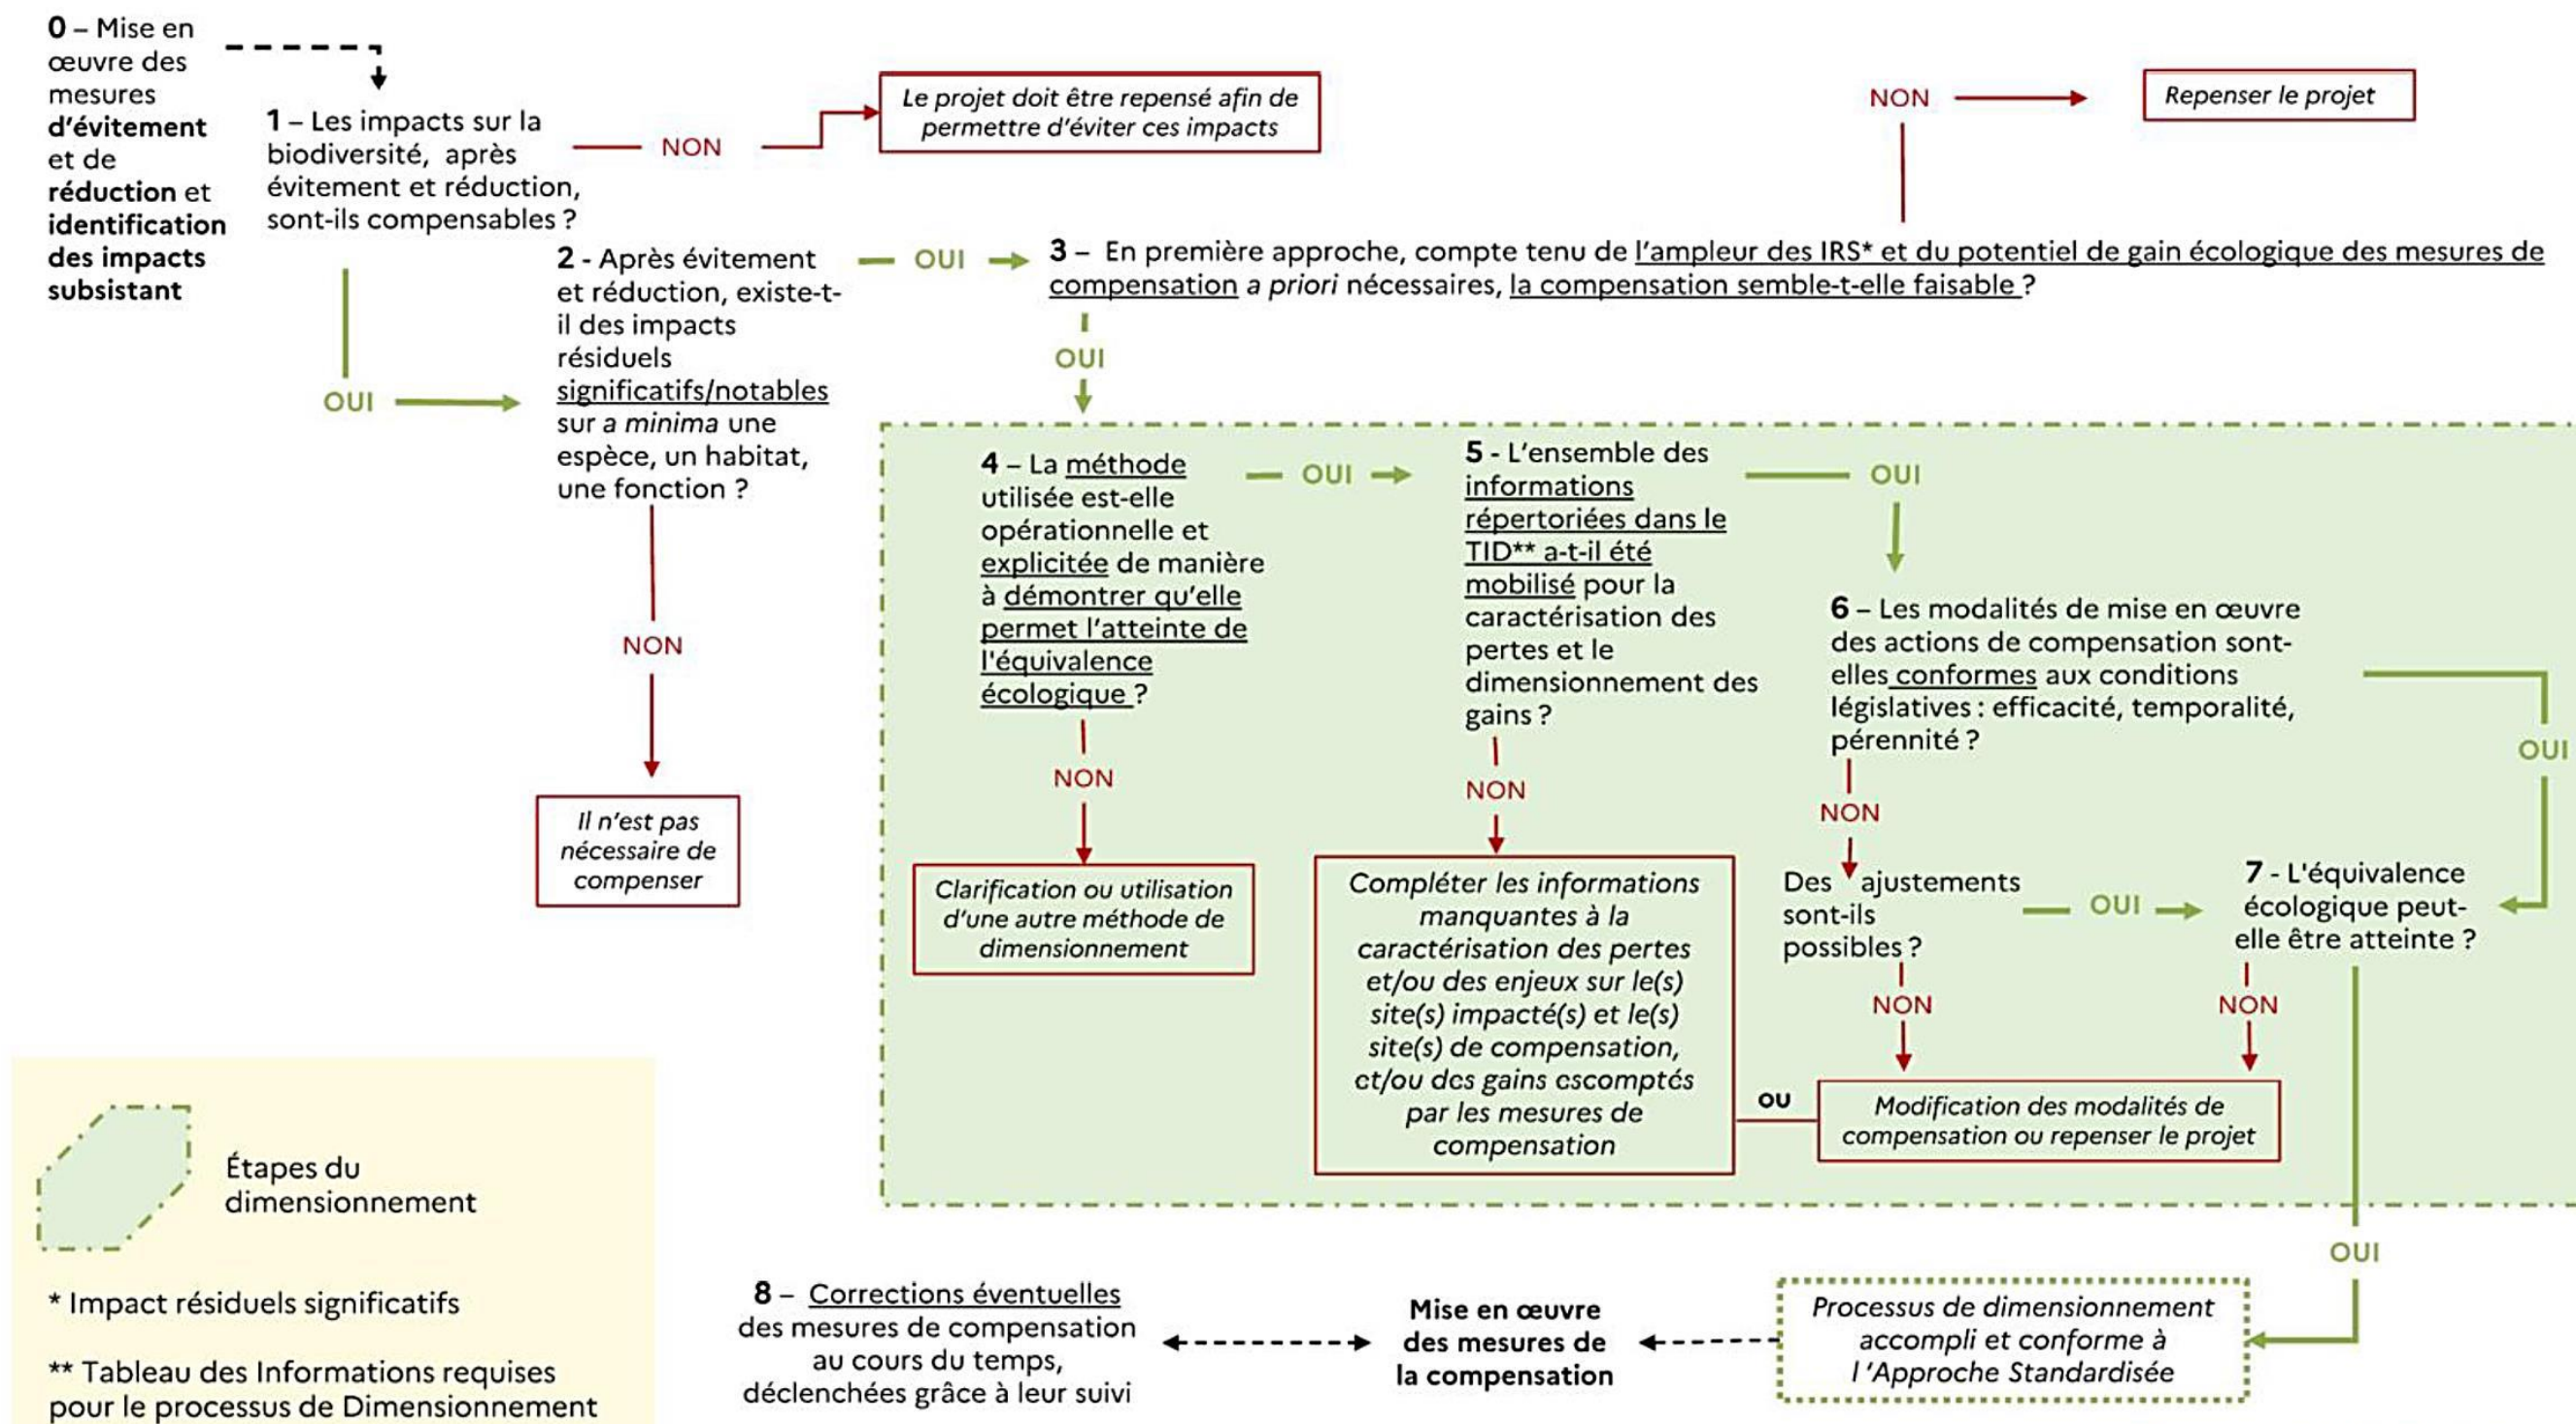 0 – Mise en
œuvre des
mesures
d'évitement
et de
réduction et
identification
des impacts
subsistant
1 – Les impacts sur la
biodiversité, après
évitement et réduction,
sont-ils compensables ?
NON
Le projet doit être repensé afin de
permettre d'éviter ces impacts
OUI
2 - Après évitement
et réduction, existe-t-
il des impacts
résiduels
significatifs/notables
sur a minima une
espèce, un habitat,
une fonction ?
NON
Il n'est pas
nécessaire de
compenser
OUI
3 – En première approche, compte tenu de l'ampleur des IRS* et du potentiel de gain écologique des mesures de
compensation a priori nécessaires, la compensation semble-t-elle faisable ?
NON
Repenser le projet
OUI
4 – La méthode
utilisée est-elle
opérationnelle et
explicitée de manière
à démontrer qu'elle
permet l'atteinte de
l'équivalence
écologique ?
NON
Clarification ou utilisation
d'une autre méthode de
dimensionnement
OUI
5 - L'ensemble des
informations
répertoriées dans le
TID** a-t-il été
mobilisé pour la
caractérisation des
pertes et le
dimensionnement des
gains ?
NON
Compléter les informations
manquantes à la
caractérisation des pertes
et/ou des enjeux sur le(s)
site(s) impacté(s) et le(s)
site(s) de compensation,
et/ou des gains escomptés
par les mesures de
compensation
OUI
6 – Les modalités de mise en œuvre
des actions de compensation sont-
elles conformes aux conditions
législatives : efficacité, temporalité,
pérennité ?
OUI
NON
Des ajustements
sont-ils
possibles ?
OUI
7 - L'équivalence
écologique peut-
elle être atteinte ?
NON
NON
OU
Modification des modalités de
compensation ou repenser le projet
OUI
Processus de dimensionnement
accompli et conforme à
l 'Approche Standardisée
Mise en œuvre
des mesures de
la compensation
8 – Corrections éventuelles
des mesures de compensation
au cours du temps,
déclenchées grâce à leur suivi
Étapes du
dimensionnement
* Impact résiduels significatifs
** Tableau des Informations requises
pour le processus de Dimensionnement